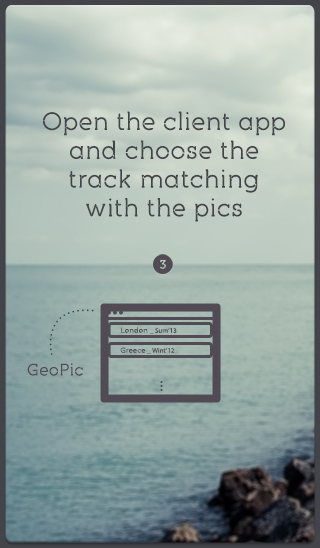 Open the client app
and choose the
track matching
with the pics
3
London _ Sum'13
Greece _ Wint'12
GeoPic